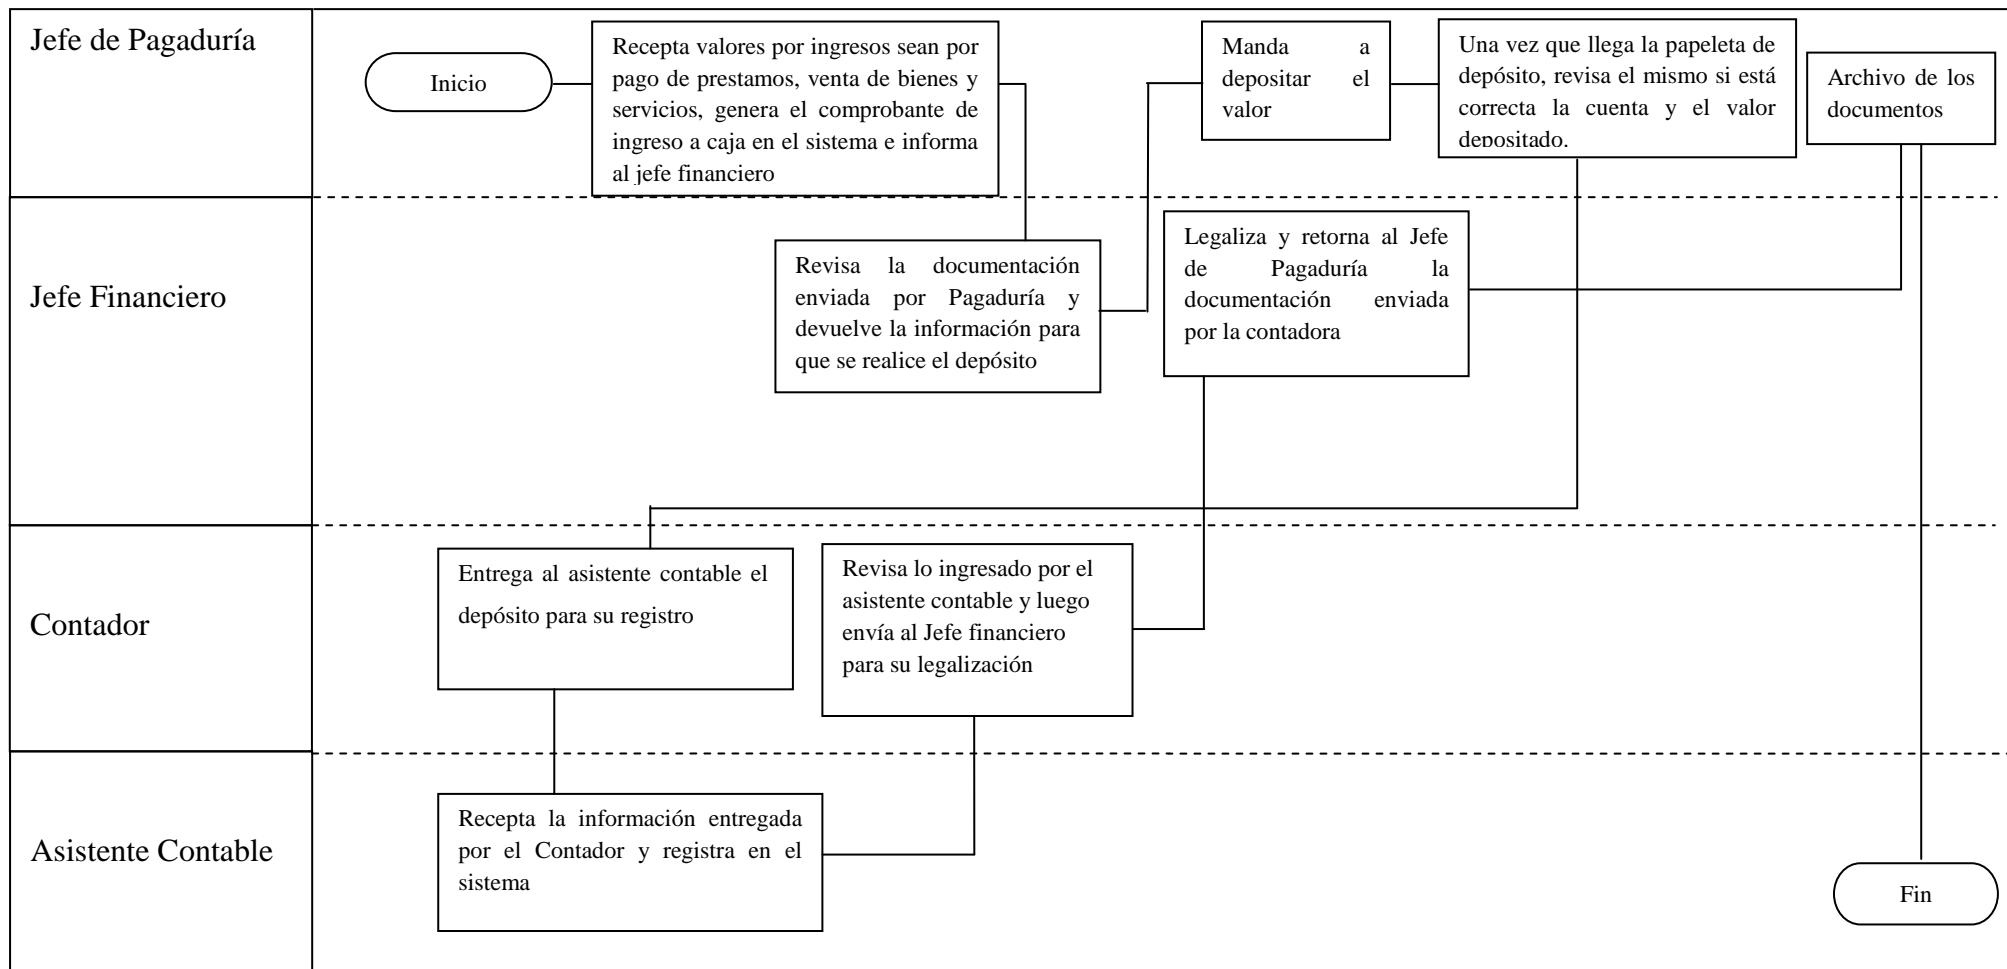 Jefe de Pagaduría
Inicio
Recepta valores por ingresos sean por
pago de prestamos, venta de bienes y
servicios, genera el comprobante de
ingreso a caja en el sistema e informa
al jefe financiero
Manda a
depositar el
valor
Una vez que llega la papeleta de
depósito, revisa el mismo si está
correcta la cuenta y el valor
depositado.
Archivo de los
documentos
Jefe Financiero
Revisa la documentación
enviada por Pagaduría y
devuelve la información para
que se realice el depósito
Legaliza y retorna al Jefe
de Pagaduría la
documentación enviada
por la contadora
Contador
Entrega al asistente contable el
depósito para su registro
Revisa lo ingresado por el
asistente contable y luego
envía al Jefe financiero
para su legalización
Asistente Contable
Recepta la información entregada
por el Contador y registra en el
sistema
Fin